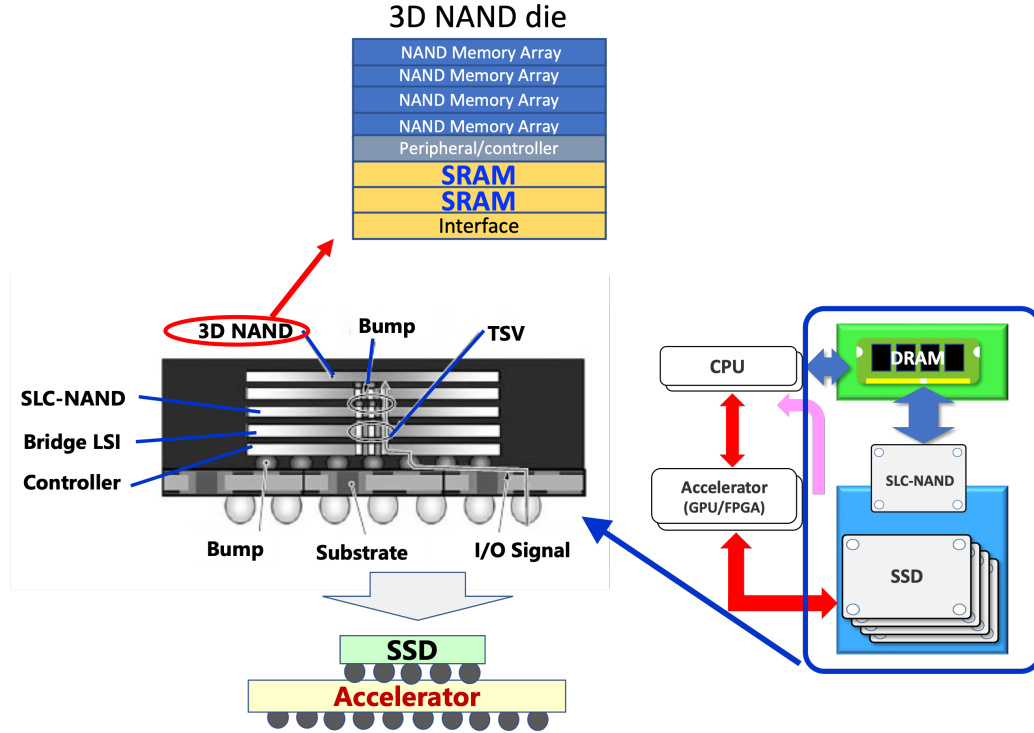 3D NAND die
NAND Memory Array
NAND Memory Array
NAND Memory Array
NAND Memory Array
Peripheral/controller
SRAM
SRAM
Interface
3D NAND
Bump
TSV
SLC-NAND
Bridge LSI
Controller
Bump
Substrate
I/O Signal
SSD
Accelerator
CPU
DRAM
Accelerator
(GPU/FPGA)
SLC-NAND
SSD